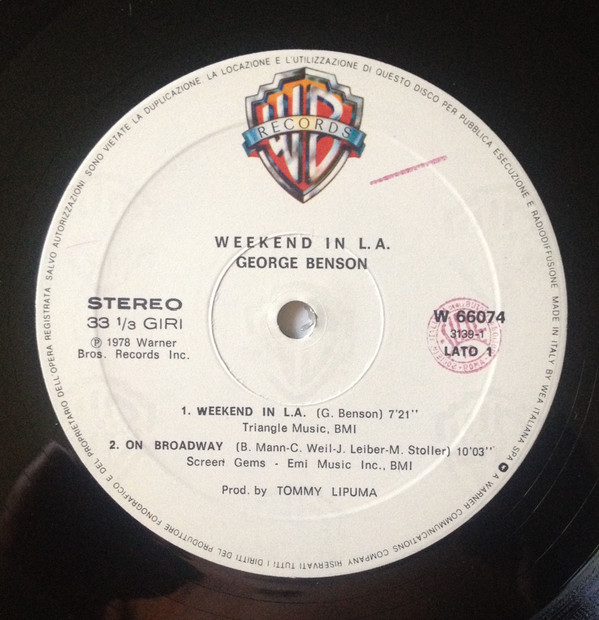 SALVO AUTORIZZAZIONI SONO VIETATE LA DUPLICAZIONE. LA LOCAZIONE E L'UTILIZZAZIONE DI QUESTO DISCO PER PUBBLICA ESECUZIONE E RADIODIFFUSIONE MADE IN ITALY BY WEA ITALIANA SPA A WARNER COMMUNICATIONS COMPANY RISERVATI TUTTI I DIRITTI DEL PRODUTTORE FONOGRAFICO E DEL PROPRIETARIO DELL'OPERA REGISTRATA
WB
RECORDS
WEEKEND IN L.A.
GEORGE BENSON
STEREO
33 1/3 GIRI
℗ 1978 Warner
Bros. Records Inc.
W 66074
3139-1
LATO 1
1. WEEKEND IN L.A. (G. Benson) 7'21''
Triangle Music, BMI
2. ON BROADWAY (B. Mann-C. Weil-J. Leiber-M. Stoller) 10'03''
Screen Gems - Emi Music Inc., BMI
Prod. by TOMMY LIPUMA